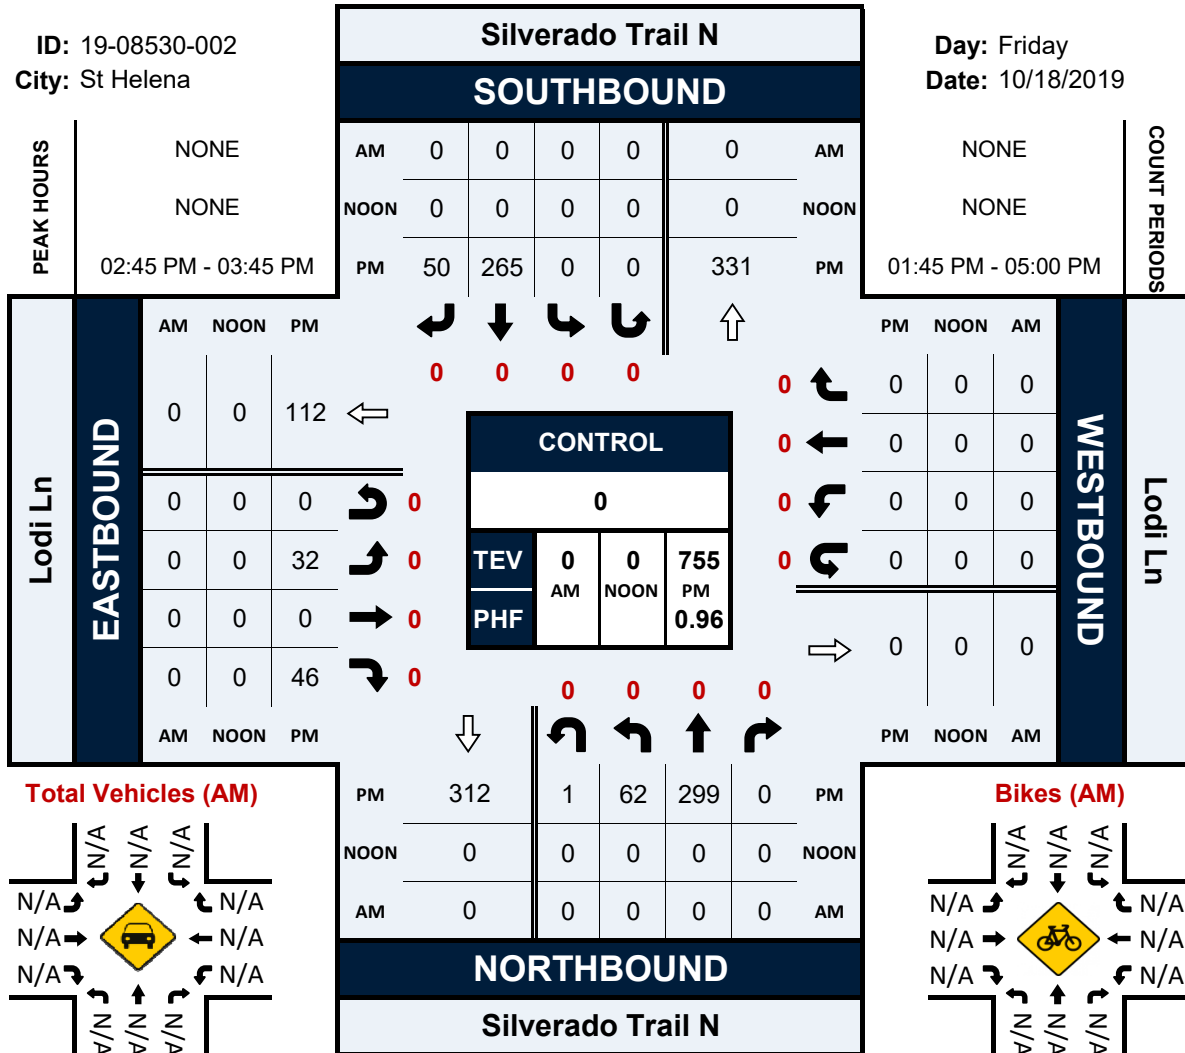 Silverado Trail N
ID: 19-08530-002
City: St Helena
Day: Friday
Date: 10/18/2019
SOUTHBOUND
PEAK HOURS
NONE
NONE
02:45 PM - 03:45 PM
AM 0 0 0 0 0 AM
NOON 0 0 0 0 0 NOON
PM 50 265 0 0 331 PM
NONE
NONE
01:45 PM - 05:00 PM
COUNT PERIODS
0 0 0 0
Lodi Ln
EASTBOUND
AM NOON PM
0 0 112
0 0 0 0
0 0 32 0
0 0 0 0
0 0 46 0
AM NOON PM
CONTROL
0
TEV 0 0 755
AM NOON PM
PHF 0.96
PM NOON AM
0 0 0 0
0 0 0 0
0 0 0 0
0 0 0 0
0 0 0
PM NOON AM
WESTBOUND
Lodi Ln
0 0 0 0
PM 312 1 62 299 0 PM
NOON 0 0 0 0 0 NOON
AM 0 0 0 0 0 AM
NORTHBOUND
Silverado Trail N
Total Vehicles (AM)
N/A N/A N/A
N/A N/A
N/A N/A
N/A N/A
N/A N/A N/A
Bikes (AM)
N/A N/A N/A
N/A N/A
N/A N/A
N/A N/A
N/A N/A N/A